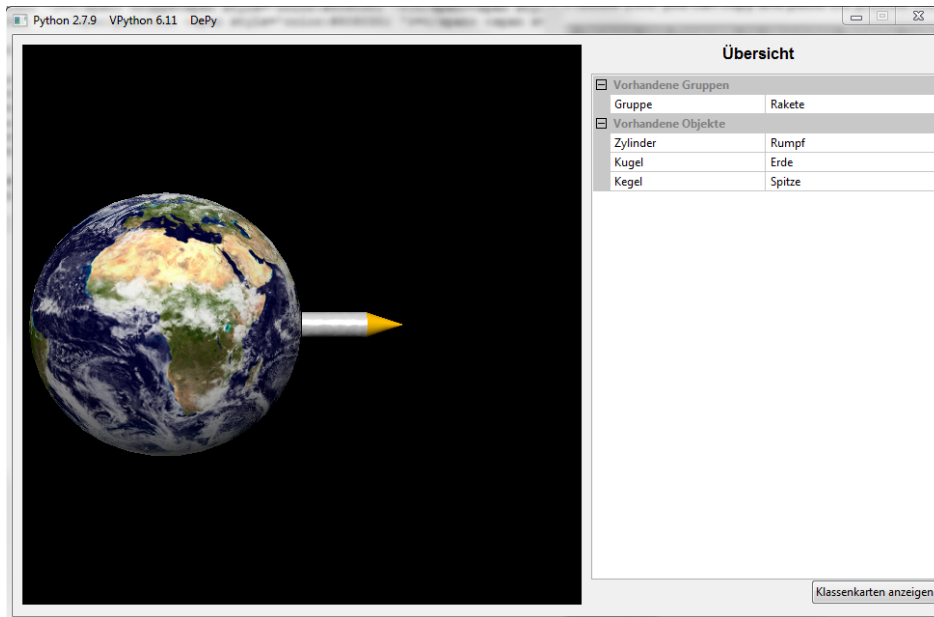 Python 2.7.9 VPython 6.11 DePy
Übersicht
Vorhandene Gruppen
Gruppe Rakete
Vorhandene Objekte
Zylinder Rumpf
Kugel Erde
Kegel Spitze
Klassenkarten anzeigen